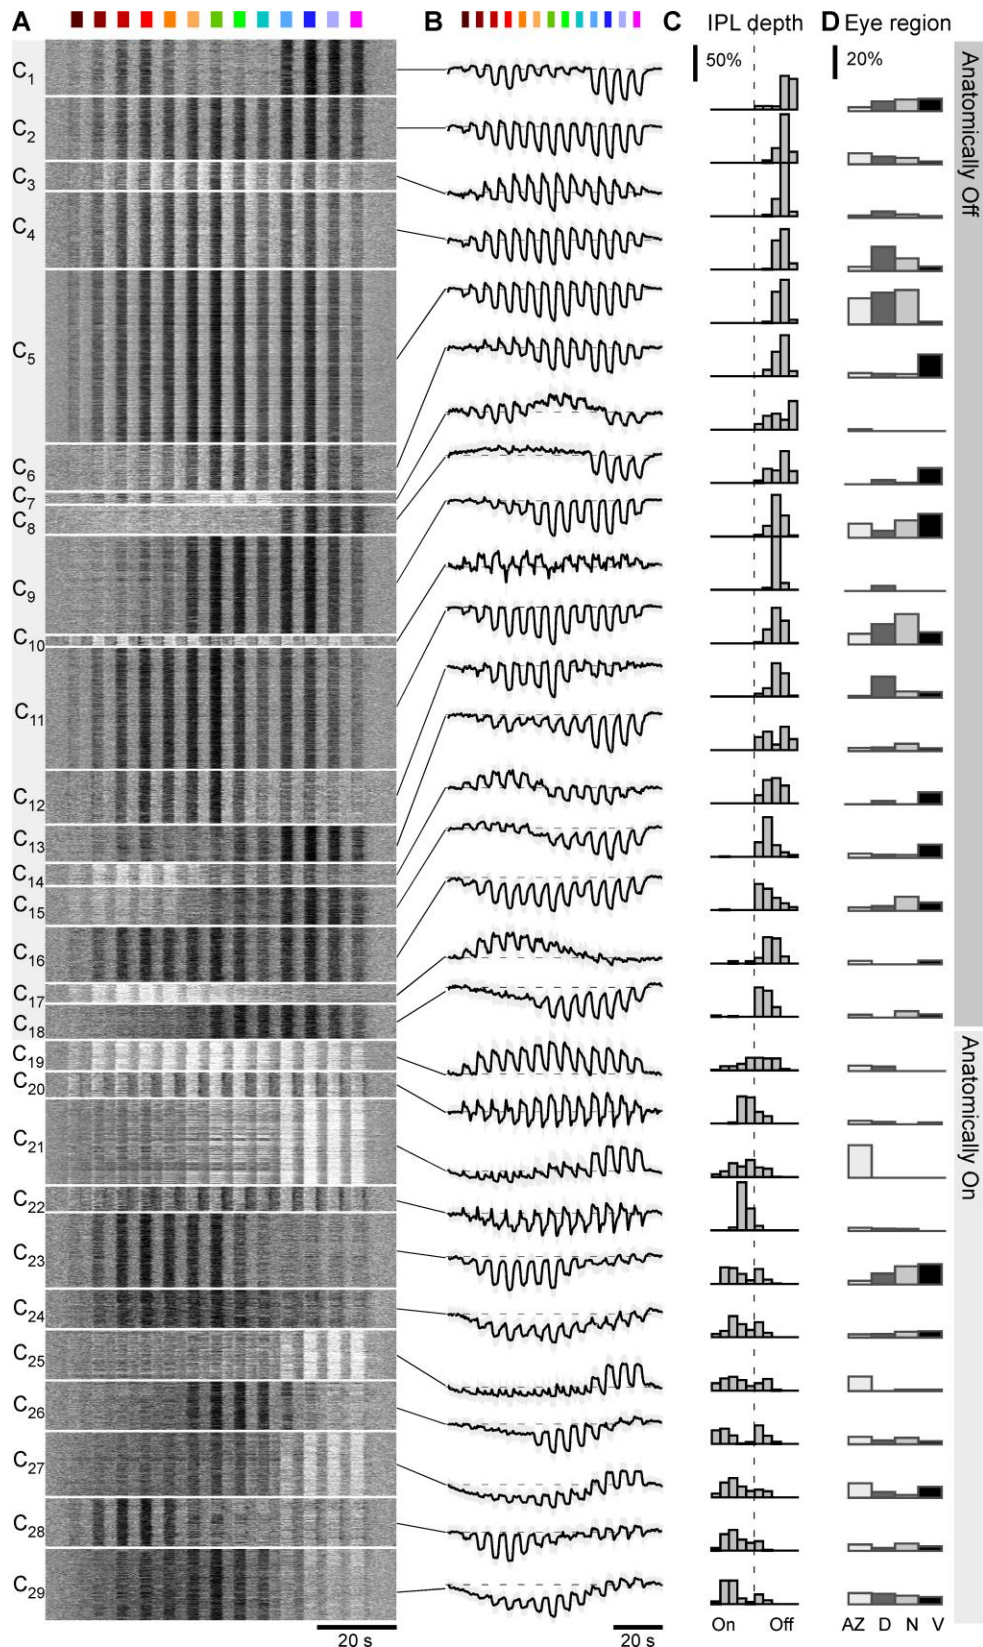 A
B
C IPL depth
D Eye region
50%
20%
C1
C2
C3
C4
C5
C6
C7
C8
C9
C10
C11
C12
C13
C14
C15
C16
C17
C18
C19
C20
C21
C22
C23
C24
C25
C26
C27
C28
C29
Anatomically Off
Anatomically On
20 s
20 s
On Off
AZ D N V